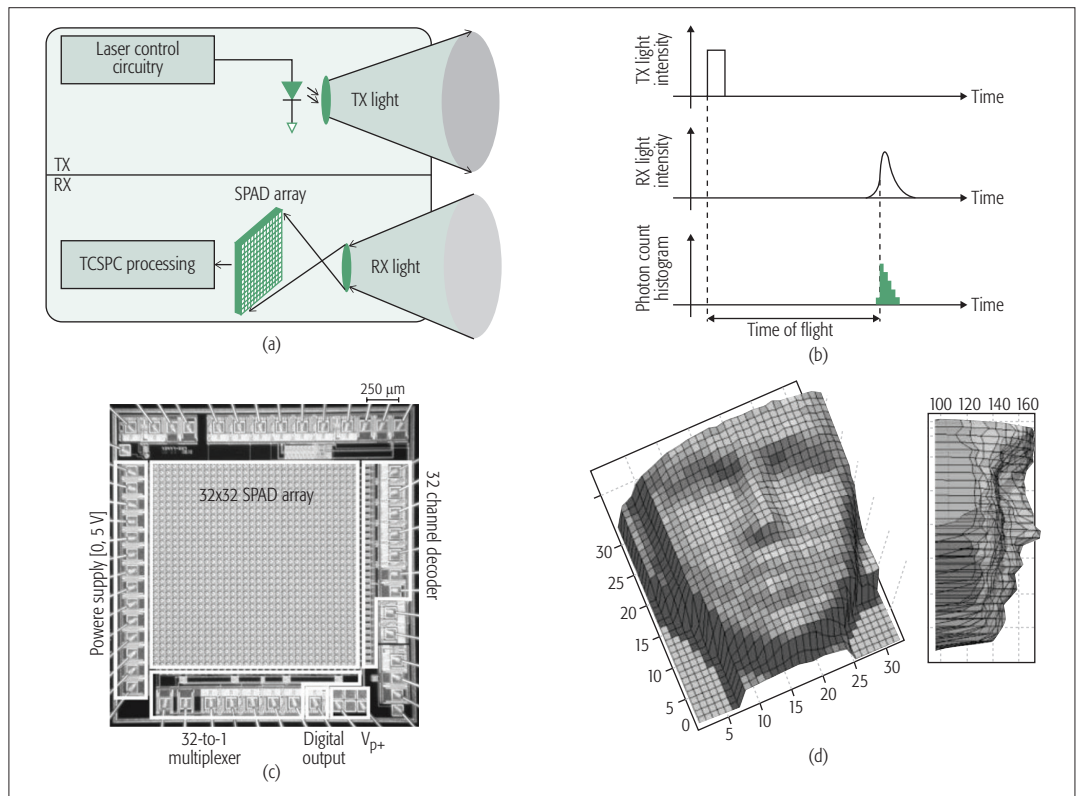 Laser control
circuitry
TX light
TX
RX
SPAD array
TCSPC processing
RX light
(a)
TX light
intensity
Time
RX light
intensity
Time
Photon count
histogram
Time
Time of flight
(b)
250 µm
32x32 SPAD array
Powere supply [0, 5 V]
32 channel decoder
32-to-1
multiplexer
Digital
output
Vp+
(c)
30
25
20
15
10
5
0
5
10
15
20
25
30
100 120 140 160
(d)